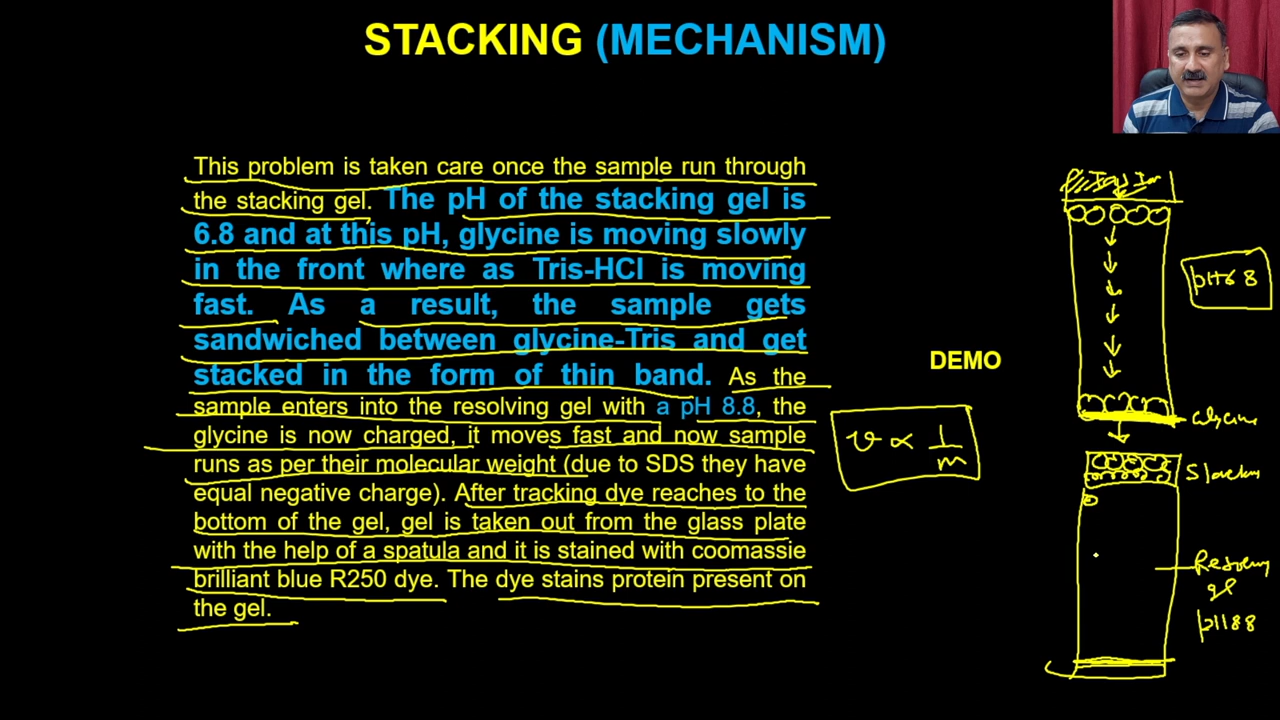 STACKING (MECHANISM)
This problem is taken care once the sample run through
the stacking gel. The pH of the stacking gel is
6.8 and at this pH, glycine is moving slowly
in the front where as Tris-HCl is moving
fast. As a result, the sample gets
sandwiched between glycine-Tris and get
stacked in the form of thin band. As the
sample enters into the resolving gel with a pH 8.8, the
glycine is now charged, it moves fast and now sample
runs as per their molecular weight (due to SDS they have
equal negative charge). After tracking dye reaches to the
bottom of the gel, gel is taken out from the glass plate
with the help of a spatula and it is stained with coomassie
brilliant blue R250 dye. The dye stains protein present on
the gel.
DEMO
v ∝ 1/m
pH 6 8
Glycine
gel
pH 8 8